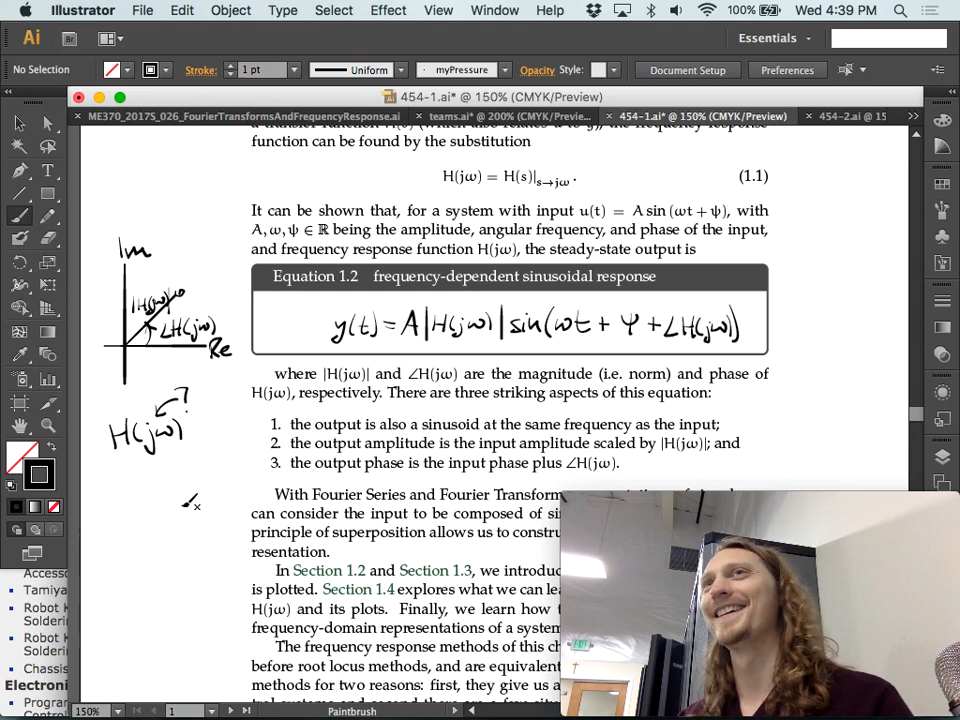 Illustrator File Edit Object Type Select Effect View Window Help 100% Wed 4:39 PM
Ai Br Essentials
No Selection Stroke: 1 pt Uniform myPressure Opacity Style: Document Setup Preferences
454-1.ai* @ 150% (CMYK/Preview)
ME370_2017S_026_FourierTransformsAndFrequencyResponse.ai teams.ai* @ 200% (CMYK/Previe... 454-1.ai* @ 150% (CMYK/Preview) 454-2.ai @ 15
function can be found by the substitution
H(jω) = H(s)|s→jω . (1.1)
It can be shown that, for a system with input u(t) = A sin (ωt + ψ), with
A, ω, ψ ∈ ℝ being the amplitude, angular frequency, and phase of the input,
and frequency response function H(jω), the steady-state output is
Im
Equation 1.2 frequency-dependent sinusoidal response
|H(jω)|
∠H(jω)
Re
y(t) = A|H(jω)| sin(ωt + ψ + ∠H(jω))
where |H(jω)| and ∠H(jω) are the magnitude (i.e. norm) and phase of
H(jω), respectively. There are three striking aspects of this equation:
?
H(jω)
1. the output is also a sinusoid at the same frequency as the input;
2. the output amplitude is the input amplitude scaled by |H(jω)|; and
3. the output phase is the input phase plus ∠H(jω).
With Fourier Series and Fourier Transform
can consider the input to be composed of
principle of superposition allows us to
resentation.
In Section 1.2 and Section 1.3, we
is plotted. Section 1.4 explores what we can
H(jω) and its plots. Finally, we learn how
frequency-domain representations of a system
The frequency response methods of this
before root locus methods, and are equivalent
methods for two reasons: first, they give us a
Tamiya
Robot K
Solderin
Robot K
Solderin
Chassis
Electroni
Program
150% 1 Paintbrush